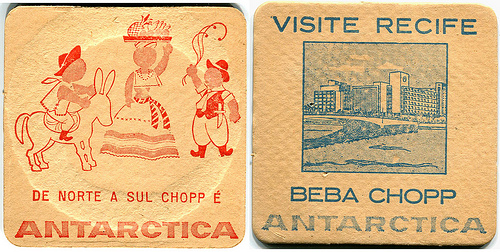 DE NORTE A SUL CHOPP É
ANTARCTICA
VISITE RECIFE
BEBA CHOPP
ANTARCTICA